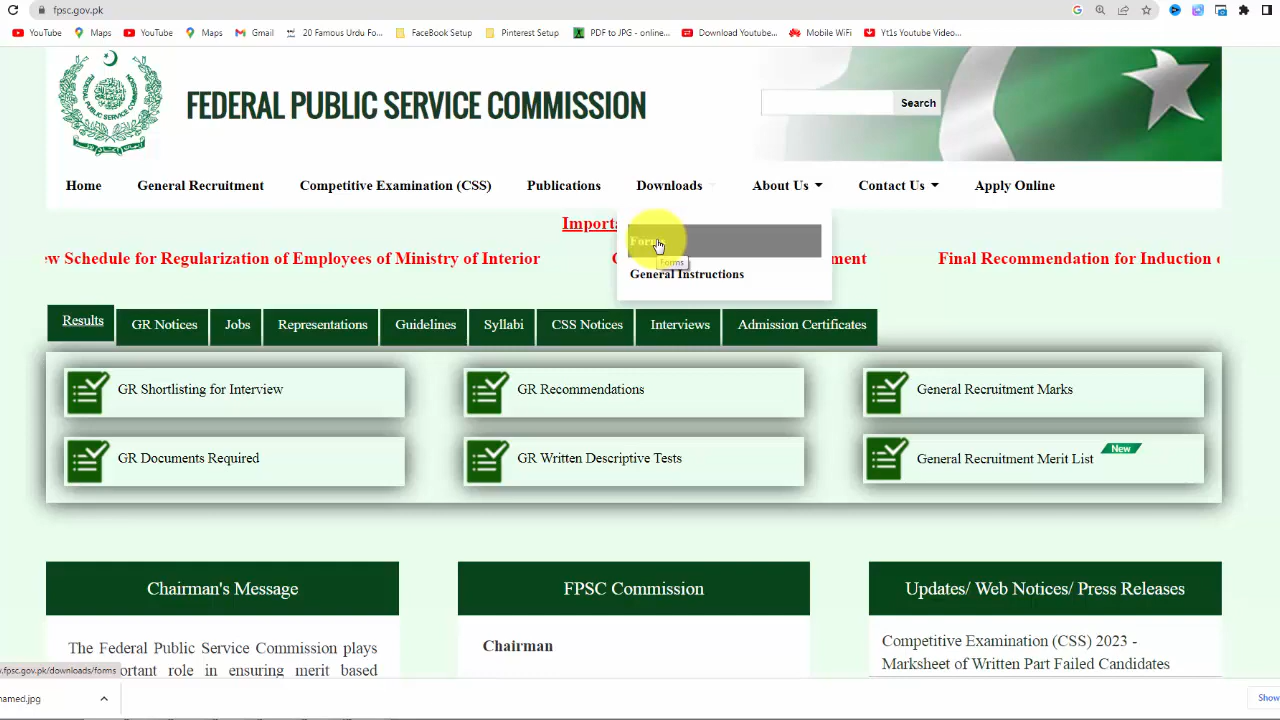 fpsc.gov.pk
YouTube Maps YouTube Maps Gmail 20 Famous Urdu Fo... FaceBook Setup Pinterest Setup PDF to JPG - online... Download Youtube... Mobile WiFi Yt1s Youtube Video...
FEDERAL PUBLIC SERVICE COMMISSION
Search
Home General Recruitment Competitive Examination (CSS) Publications Downloads About Us Contact Us Apply Online
Forms
Forms
General Instructions
ew Schedule for Regularization of Employees of Ministry of Interior Final Recommendation for Induction
Results GR Notices Jobs Representations Guidelines Syllabi CSS Notices Interviews Admission Certificates
GR Shortlisting for Interview GR Recommendations General Recruitment Marks
GR Documents Required GR Written Descriptive Tests General Recruitment Merit List New
Chairman's Message FPSC Commission Updates/ Web Notices/ Press Releases
The Federal Public Service Commission plays
role in ensuring merit based
Chairman
Competitive Examination (CSS) 2023 -
Marksheet of Written Part Failed Candidates
.fpsc.gov.pk/downloads/forms
named.jpg
Show